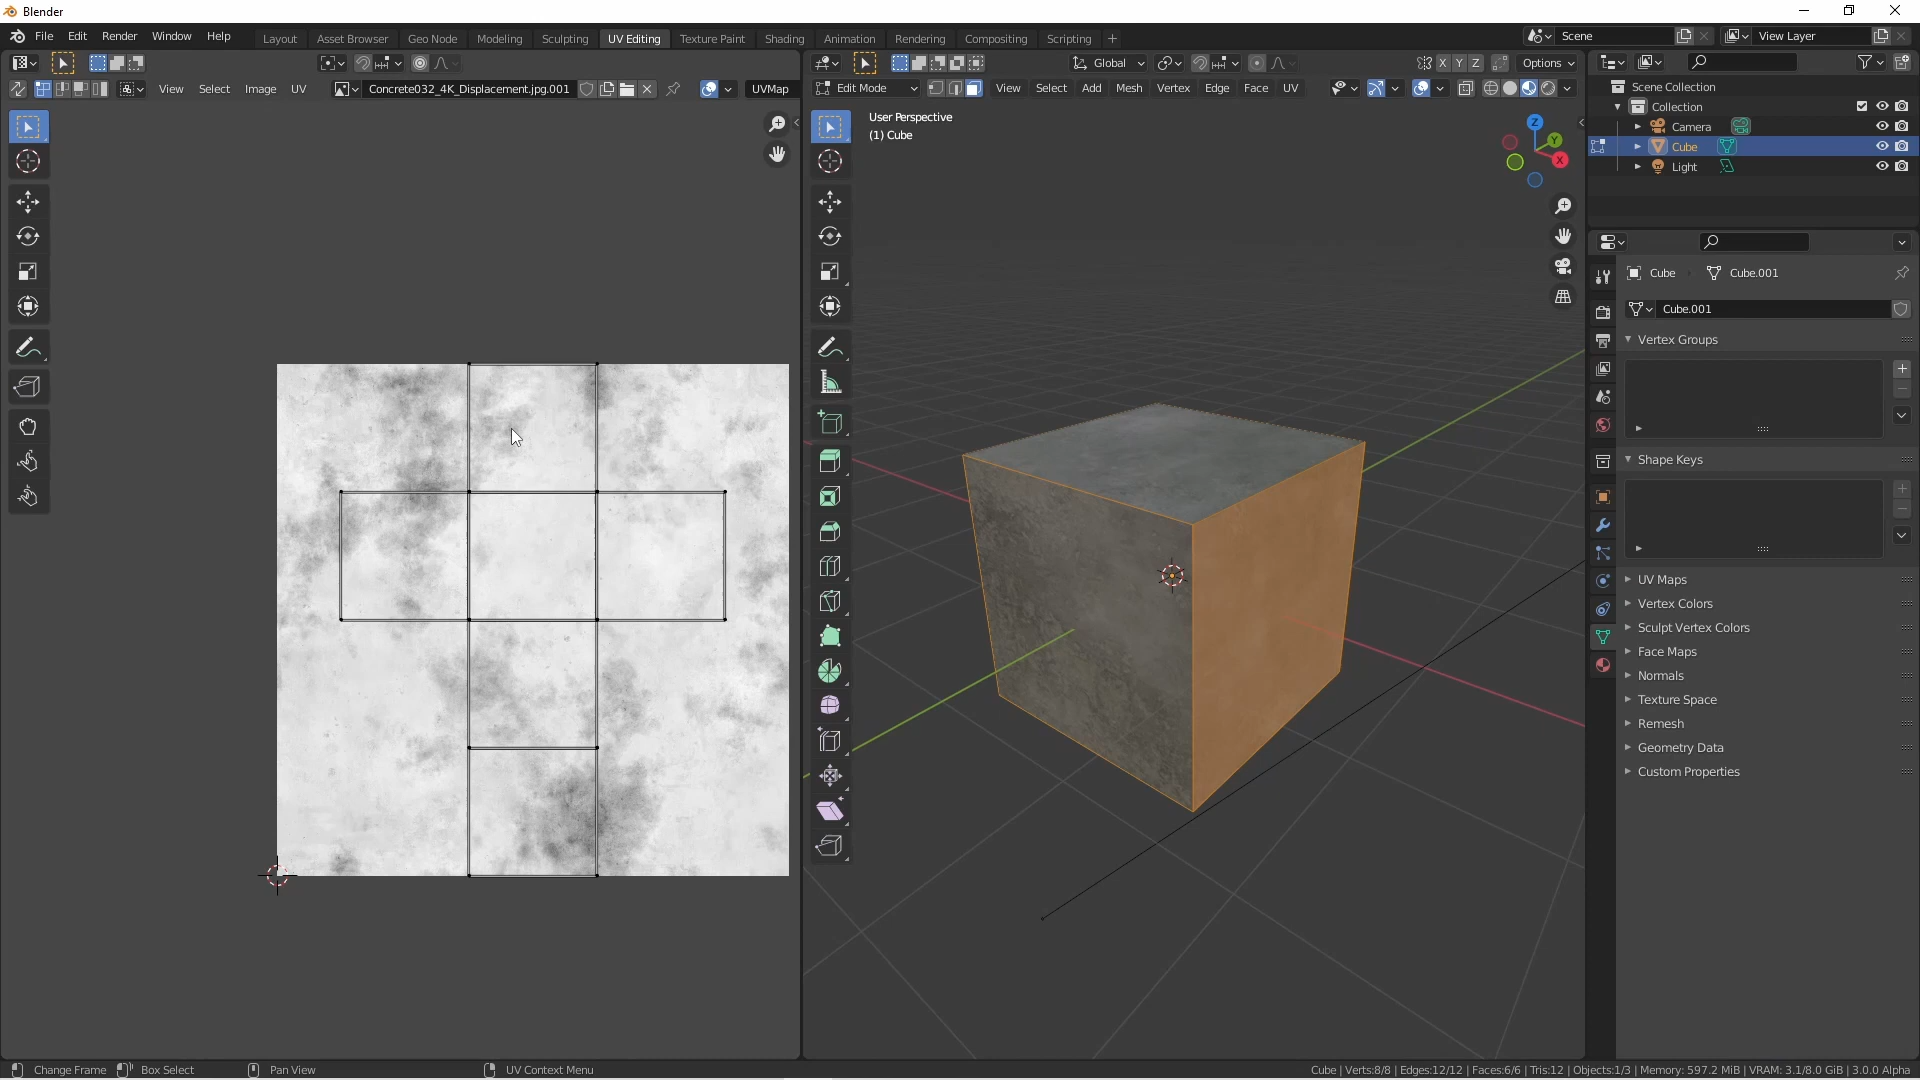 Blender
File Edit Render Window Help Layout Asset Browser Geo Node Modeling Sculpting UV Editing Texture Paint Shading Animation Rendering Compositing Scripting + Scene View Layer
Global X Y Z Options
View Select Image UV Concrete032_4K_Displacement.jpg.001 UVMap
Edit Mode View Select Add Mesh Vertex Edge Face UV
User Perspective
(1) Cube
Z
Y
X
Scene Collection
Collection
Camera
Cube
Light
Cube Cube.001
Cube.001
Vertex Groups
Shape Keys
UV Maps
Vertex Colors
Sculpt Vertex Colors
Face Maps
Normals
Texture Space
Remesh
Geometry Data
Custom Properties
Change Frame Box Select Pan View UV Context Menu Cube | Verts:8/8 | Edges:12/12 | Faces:6/6 | Tris:12 | Objects:1/3 | Memory: 597.2 MiB | VRAM: 3.1/8.0 GiB | 3.0.0 Alpha